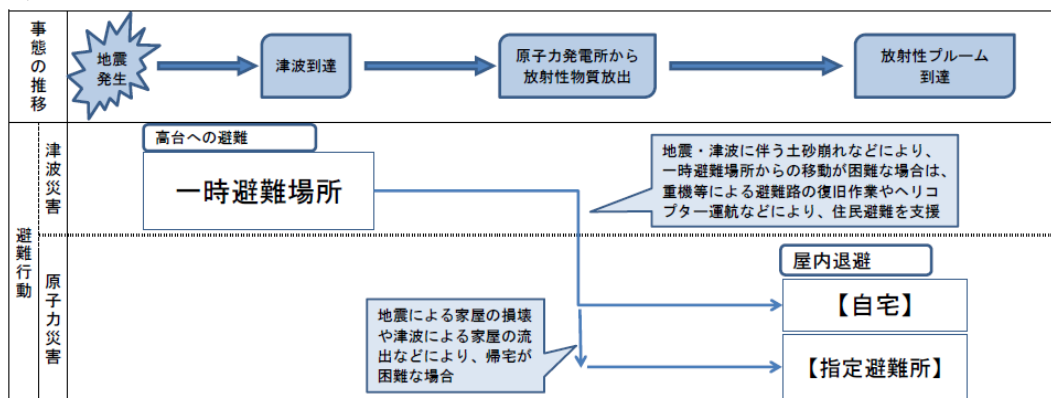 事態の推移
地震
発生
津波到達
原子力発電所から
放射性物質放出
放射性プルーム
到達
避難行動
津波災害
高台への避難
一時避難場所
地震・津波に伴う土砂崩れなどにより、
一時避難場所からの移動が困難な場合は、
重機等による避難路の復旧作業やヘリコ
プター運航などにより、住民避難を支援
原子力災害
地震による家屋の損壊
や津波による家屋の流
出などにより、帰宅が
困難な場合
屋内退避
【自宅】
【指定避難所】